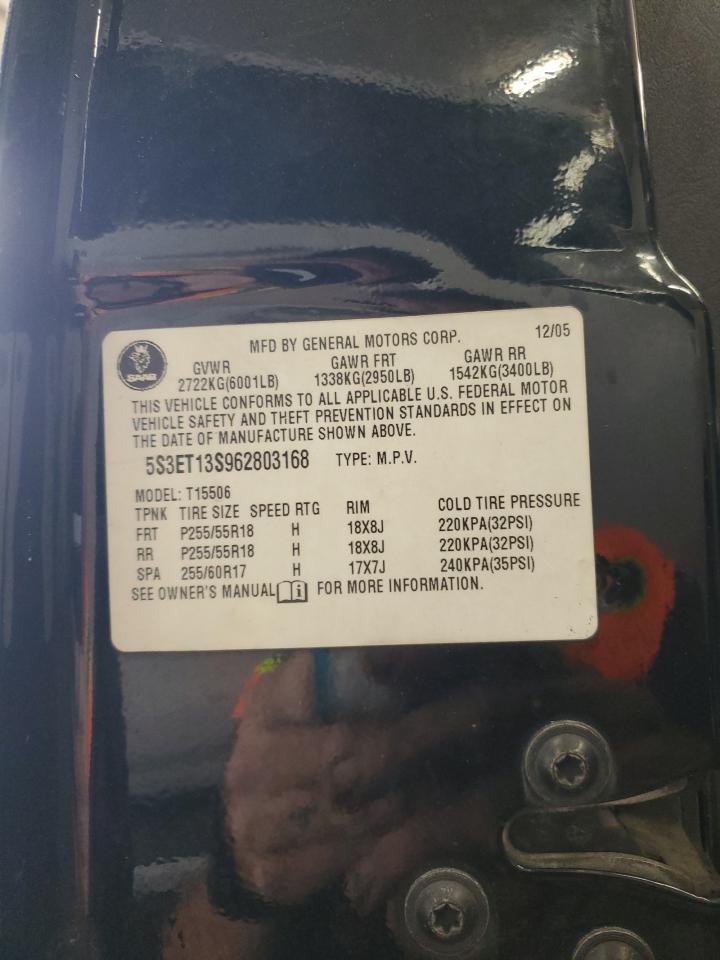 MFD BY GENERAL MOTORS CORP. 12/05
SAAB
GVWR GAWR FRT GAWR RR
2722KG(6001LB) 1338KG(2950LB) 1542KG(3400LB)
THIS VEHICLE CONFORMS TO ALL APPLICABLE U.S. FEDERAL MOTOR
VEHICLE SAFETY AND THEFT PREVENTION STANDARDS IN EFFECT ON
THE DATE OF MANUFACTURE SHOWN ABOVE.
5S3ET13S962803168 TYPE: M.P.V.
MODEL: T15506
TPNK TIRE SIZE SPEED RTG RIM COLD TIRE PRESSURE
FRT P255/55R18 H 18X8J 220KPA(32PSI)
RR P255/55R18 H 18X8J 220KPA(32PSI)
SPA 255/60R17 H 17X7J 240KPA(35PSI)
SEE OWNER'S MANUAL i FOR MORE INFORMATION.